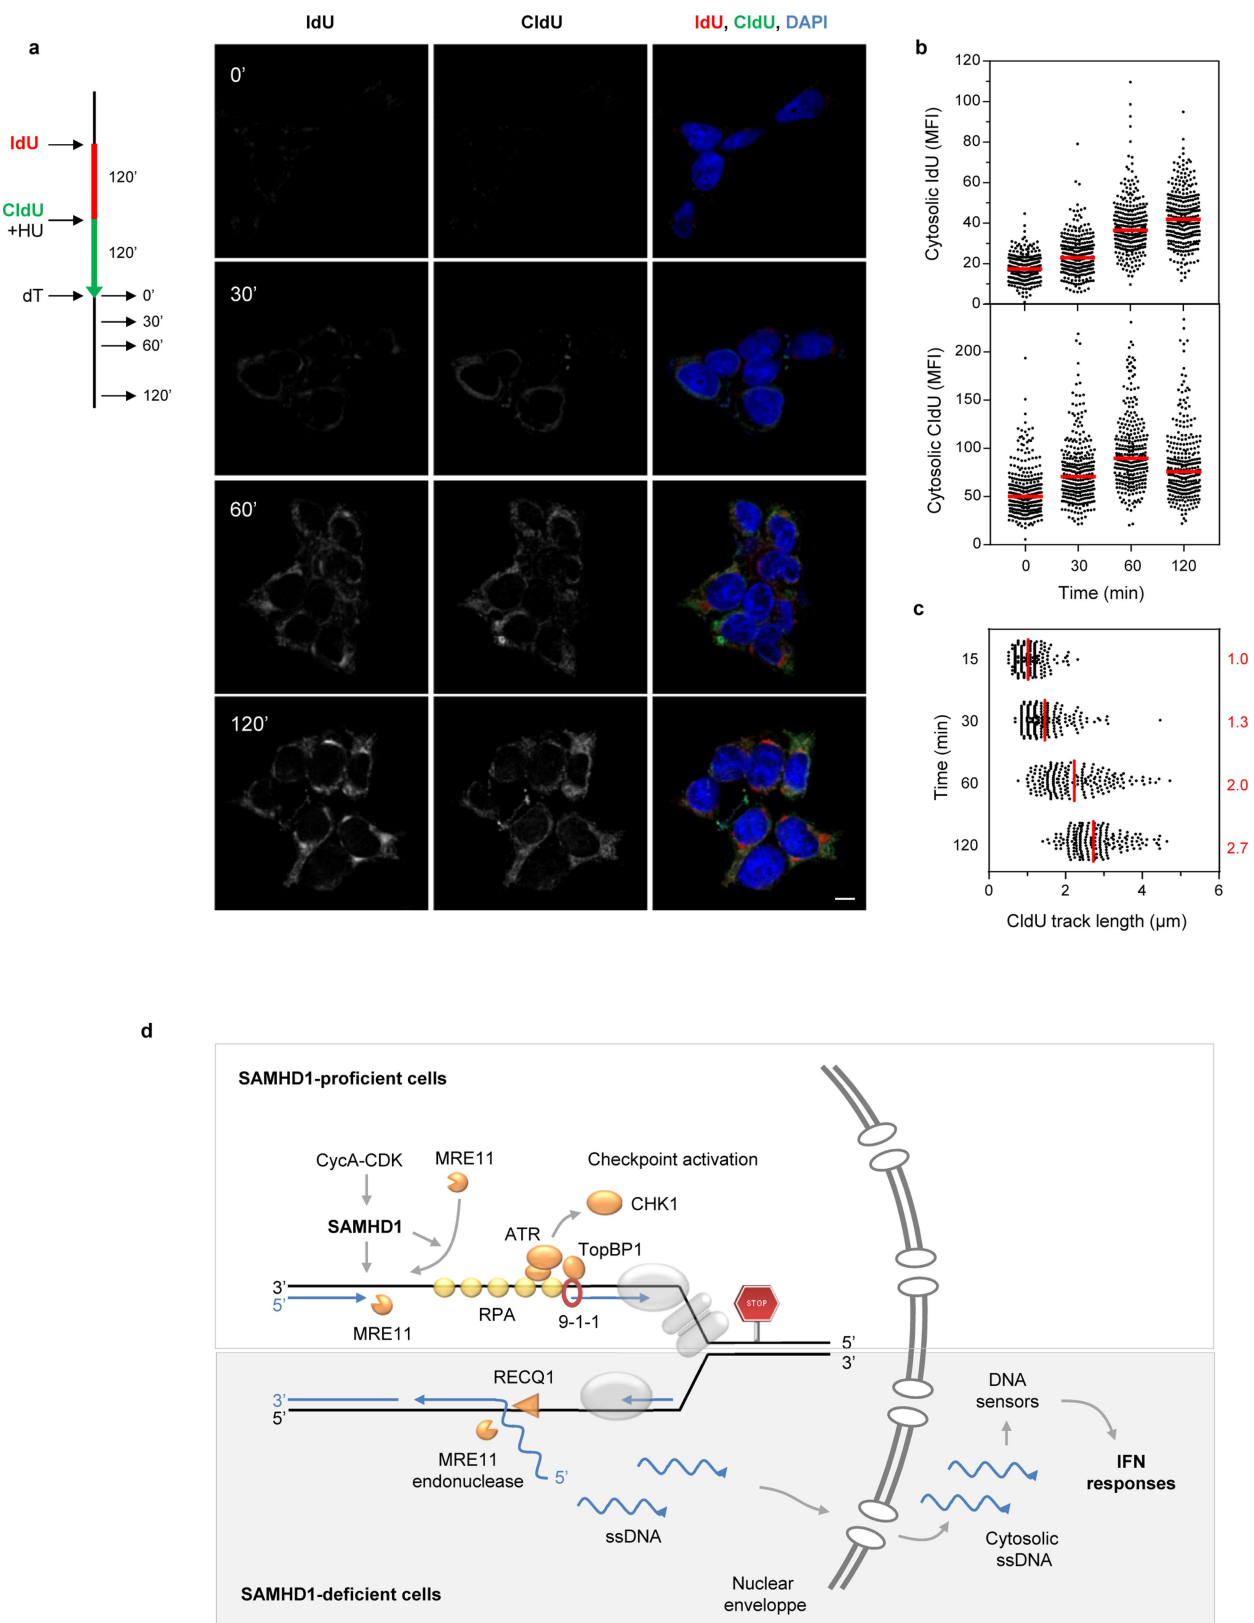 a
IdU
CldU
IdU, CldU, DAPI
IdU
CldU
+HU
dT
120'
120'
0'
30'
60'
120'
0'
30'
60'
120'
b
Cytosolic IdU (MFI)
120
100
80
60
40
20
0
Cytosolic CldU (MFI)
200
150
100
50
0
0
30
60
120
Time (min)
c
Time (min)
15
30
60
120
1.0
1.3
2.0
2.7
0
2
4
6
CldU track length (µm)
d
SAMHD1-proficient cells
CycA-CDK
MRE11
Checkpoint activation
CHK1
SAMHD1
ATR
TopBP1
3'
5'
MRE11
RPA
9-1-1
STOP
5'
3'
RECQ1
3'
5'
MRE11
endonuclease
5'
ssDNA
DNA
sensors
IFN
responses
Cytosolic
ssDNA
Nuclear
enveloppe
SAMHD1-deficient cells